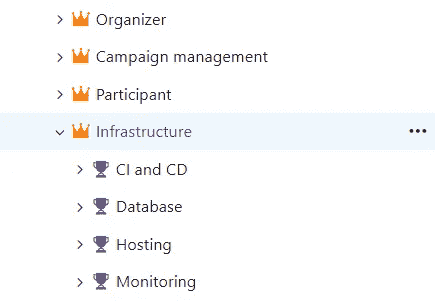 Organizer
Campaign management
Participant
Infrastructure
CI and CD
Database
Hosting
Monitoring